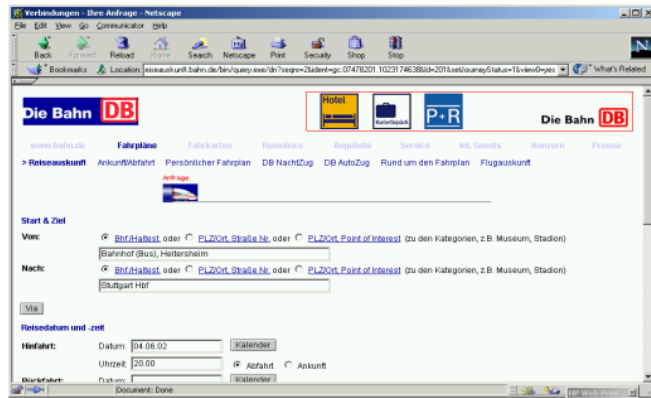 Verbindungen - Ihre Anfrage - Netscape
File Edit View Go Communicator Help
Back Forward Reload Home Search Netscape Print Security Shop Stop
Bookmarks Location: What's Related
Die Bahn DB
Hotel
KurierGepäck
P+R
Die Bahn DB
www.bahn.de Fahrpläne Fahrkarten Reisebüro Angebote Service Int. Guests Konzern Presse
> Reiseauskunft Ankunft/Abfahrt Persönlicher Fahrplan DB NachtZug DB AutoZug Rund um den Fahrplan Flugauskunft
Anfrage
Start & Ziel
Von: Bhf./Haltest. oder PLZ/Ort, Straße Nr. oder PLZ/Ort, Point of Interest (zu den Kategorien, z.B. Museum, Stadion)
Bahnhof (Bus), Heitersheim
Nach: Bhf./Haltest. oder PLZ/Ort, Straße Nr. oder PLZ/Ort, Point of Interest (zu den Kategorien, z.B. Museum, Stadion)
Stuttgart Hbf
Via
Reisedatum und -zeit
Hinfahrt: Datum: 04.06.02 Kalender
Uhrzeit: 20.00 Abfahrt Ankunft
Rückfahrt: Datum: Kalender
Document: Done